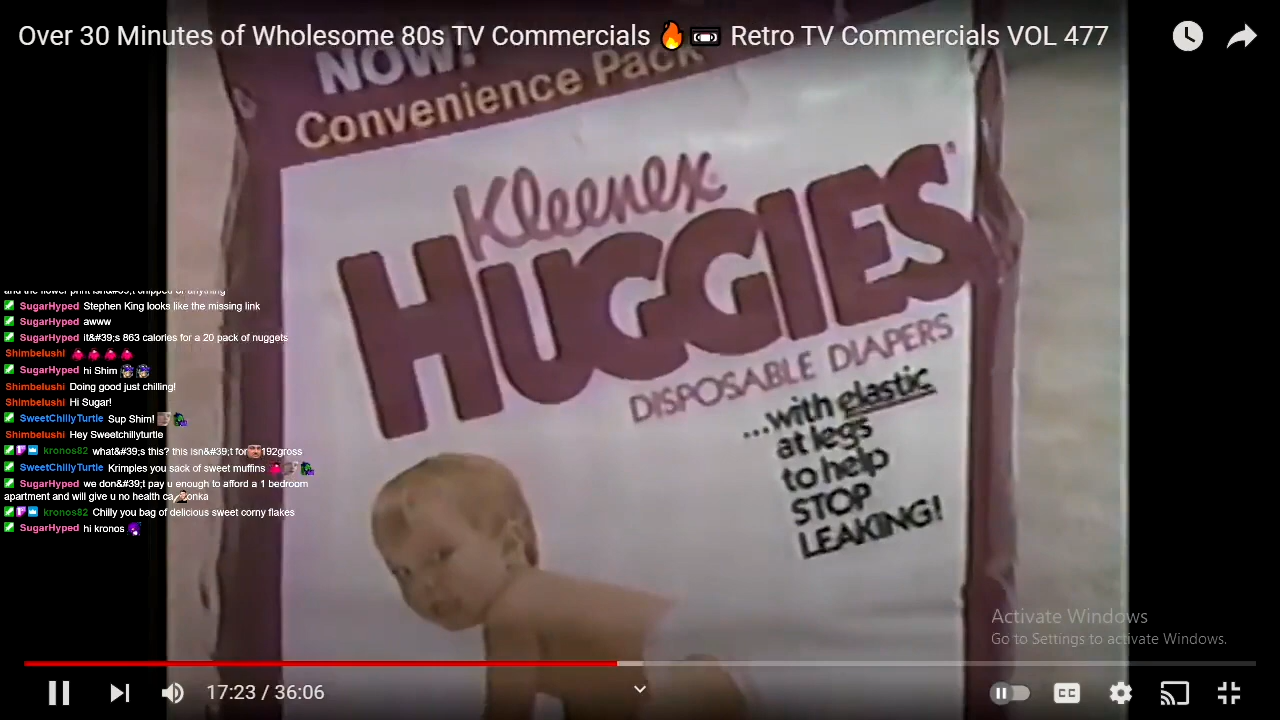 Over 30 Minutes of Wholesome 80s TV Commercials 🔥📼 Retro TV Commercials VOL 477
NOW!
Convenience Pack
Kleenex
HUGGIES
DISPOSABLE DIAPERS
...with elastic
at legs
to help
STOP
LEAKING!
SugarHyped Stephen King looks like the missing link
SugarHyped awww
SugarHyped it&#39;s 863 calories for a 20 pack of nuggets
Shimbelushi
SugarHyped hi Shim
Shimbelushi Doing good just chilling!
Shimbelushi Hi Sugar!
SweetChillyTurtle Sup Shim!
Shimbelushi Hey Sweetchillyturtle
kronos82 what&#39;s this? this isn&#39;t for 192gross
SweetChillyTurtle Krimples you sack of sweet muffins
SugarHyped we don&#39;t pay u enough to afford a 1 bedroom
apartment and will give u no health ca onka
kronos82 Chilly you bag of delicious sweet corny flakes
SugarHyped hi kronos
Activate Windows
Go to Settings to activate Windows.
17:23 / 36:06
CC